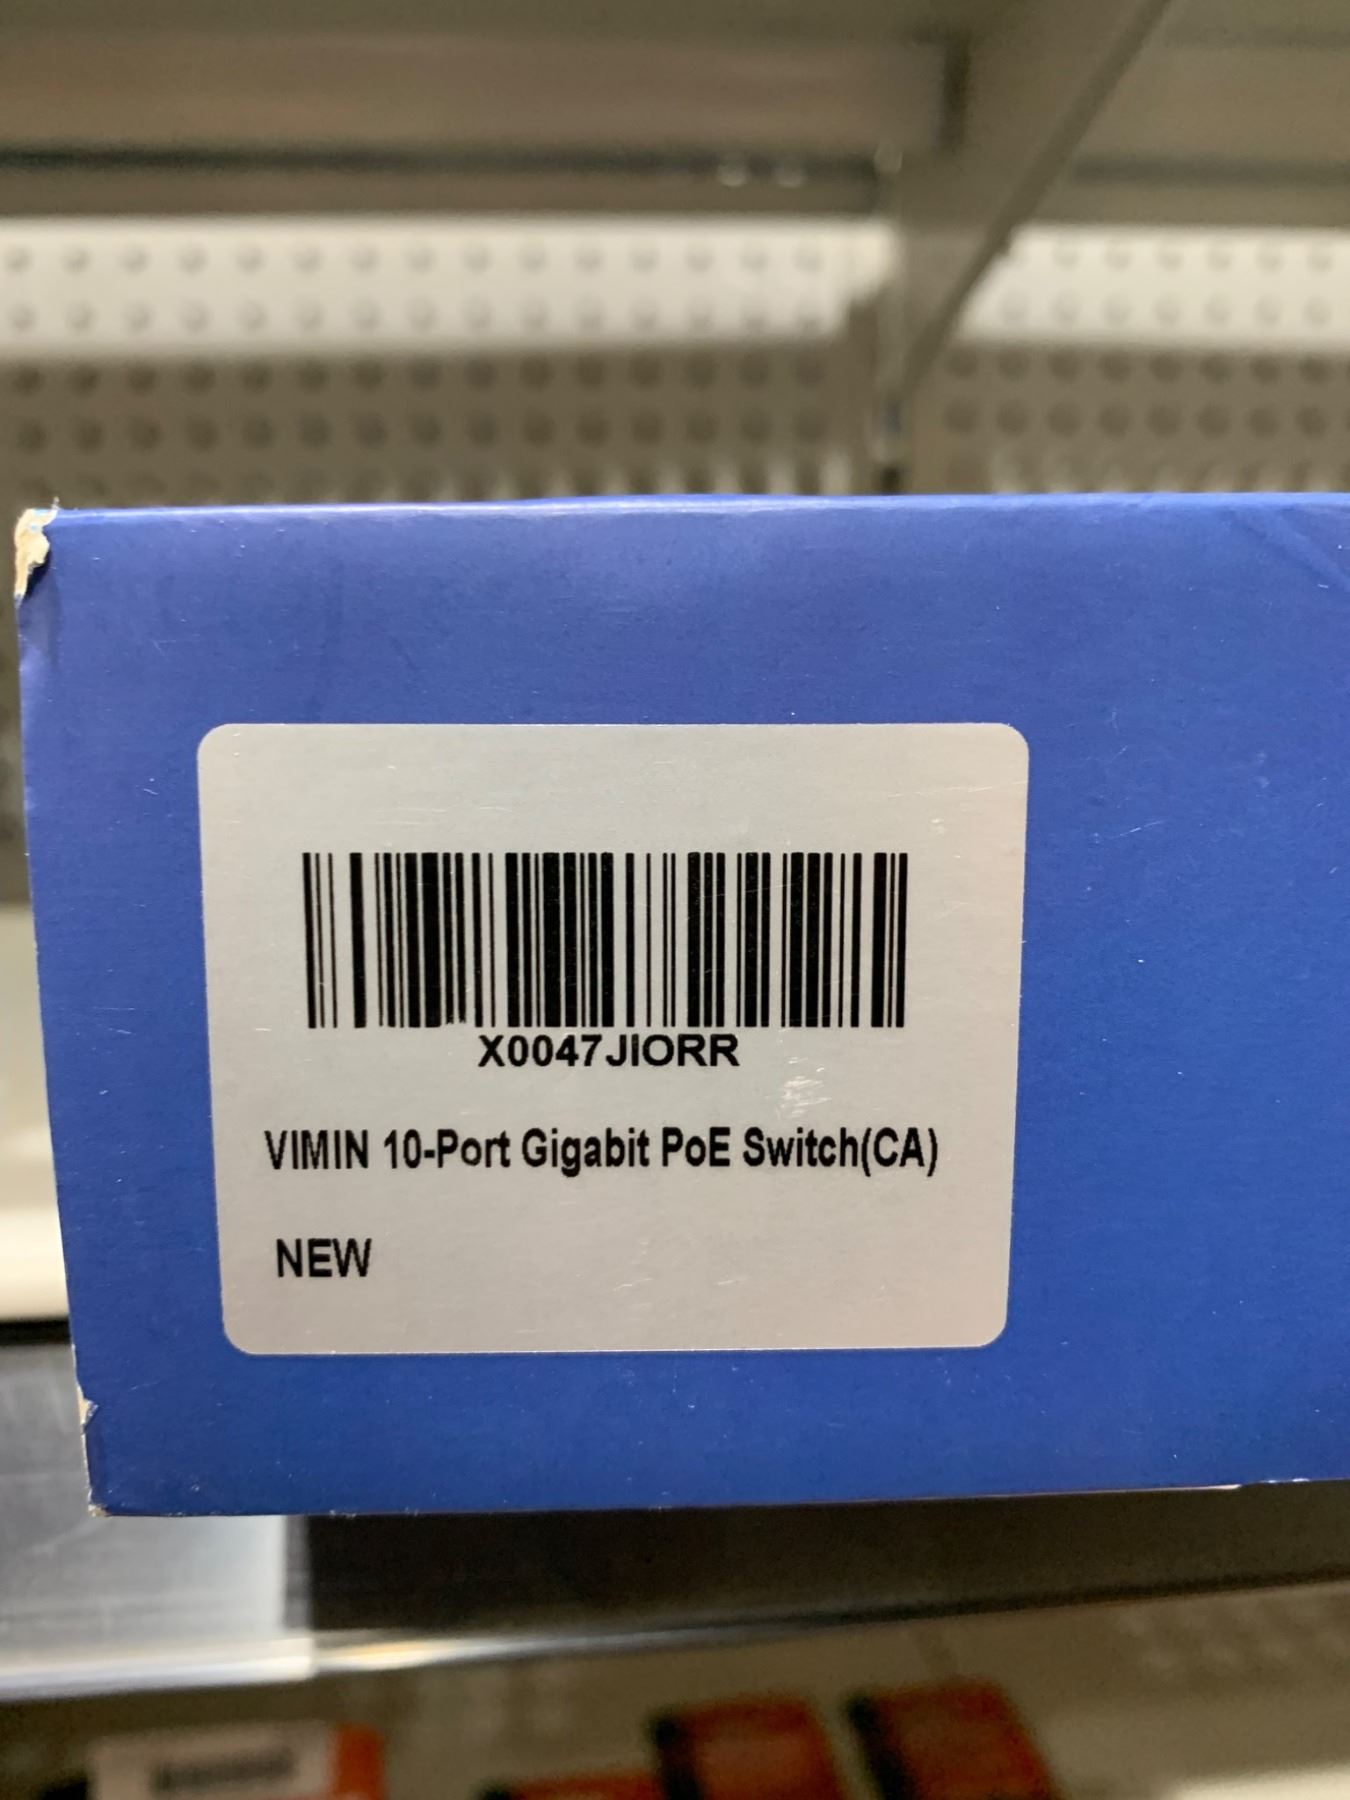 X0047JIORR
VIMIN 10-Port Gigabit PoE Switch(CA)
NEW